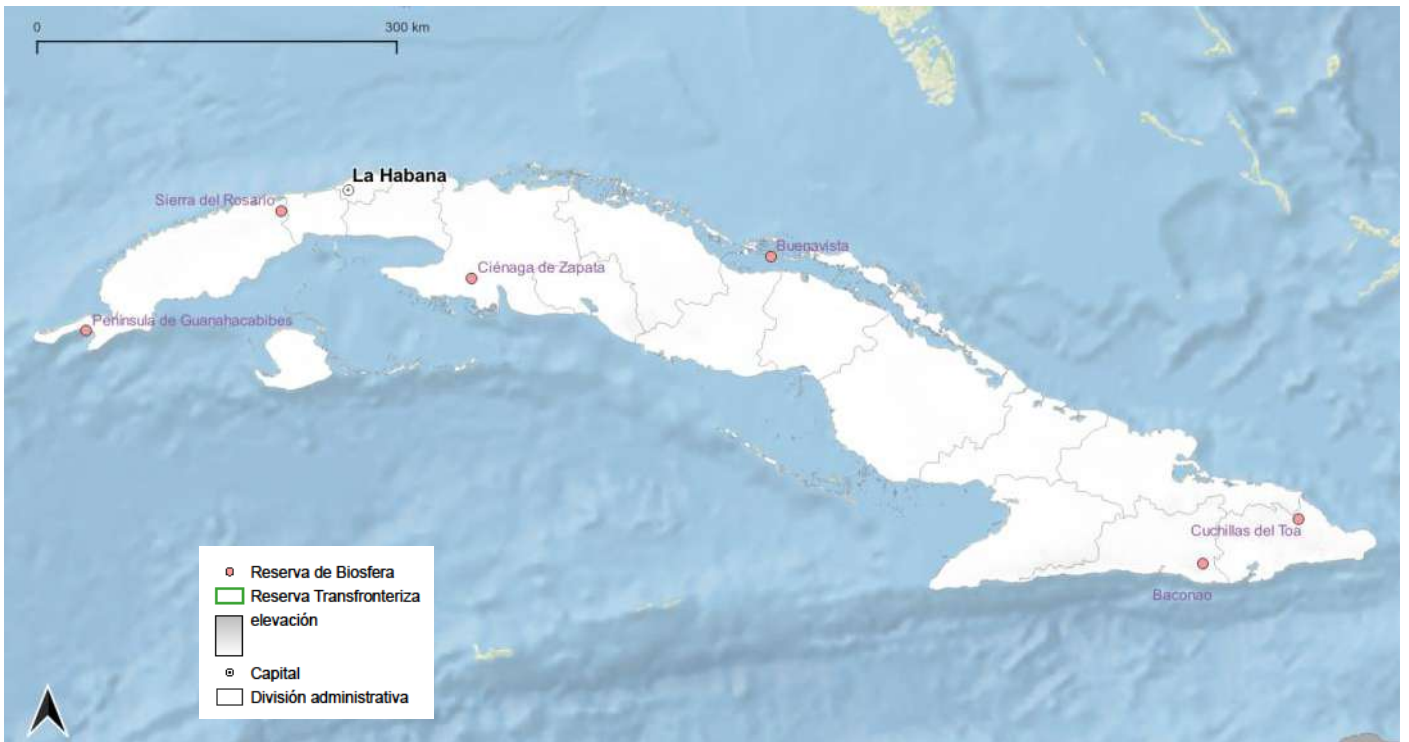 0 300 km
La Habana
Sierra del Rosario
Buenavista
Ciénaga de Zapata
Península de Guanahacabibes
Cuchillas del Toa
Baconao
Reserva de Biosfera
Reserva Transfronteriza
elevación
Capital
División administrativa